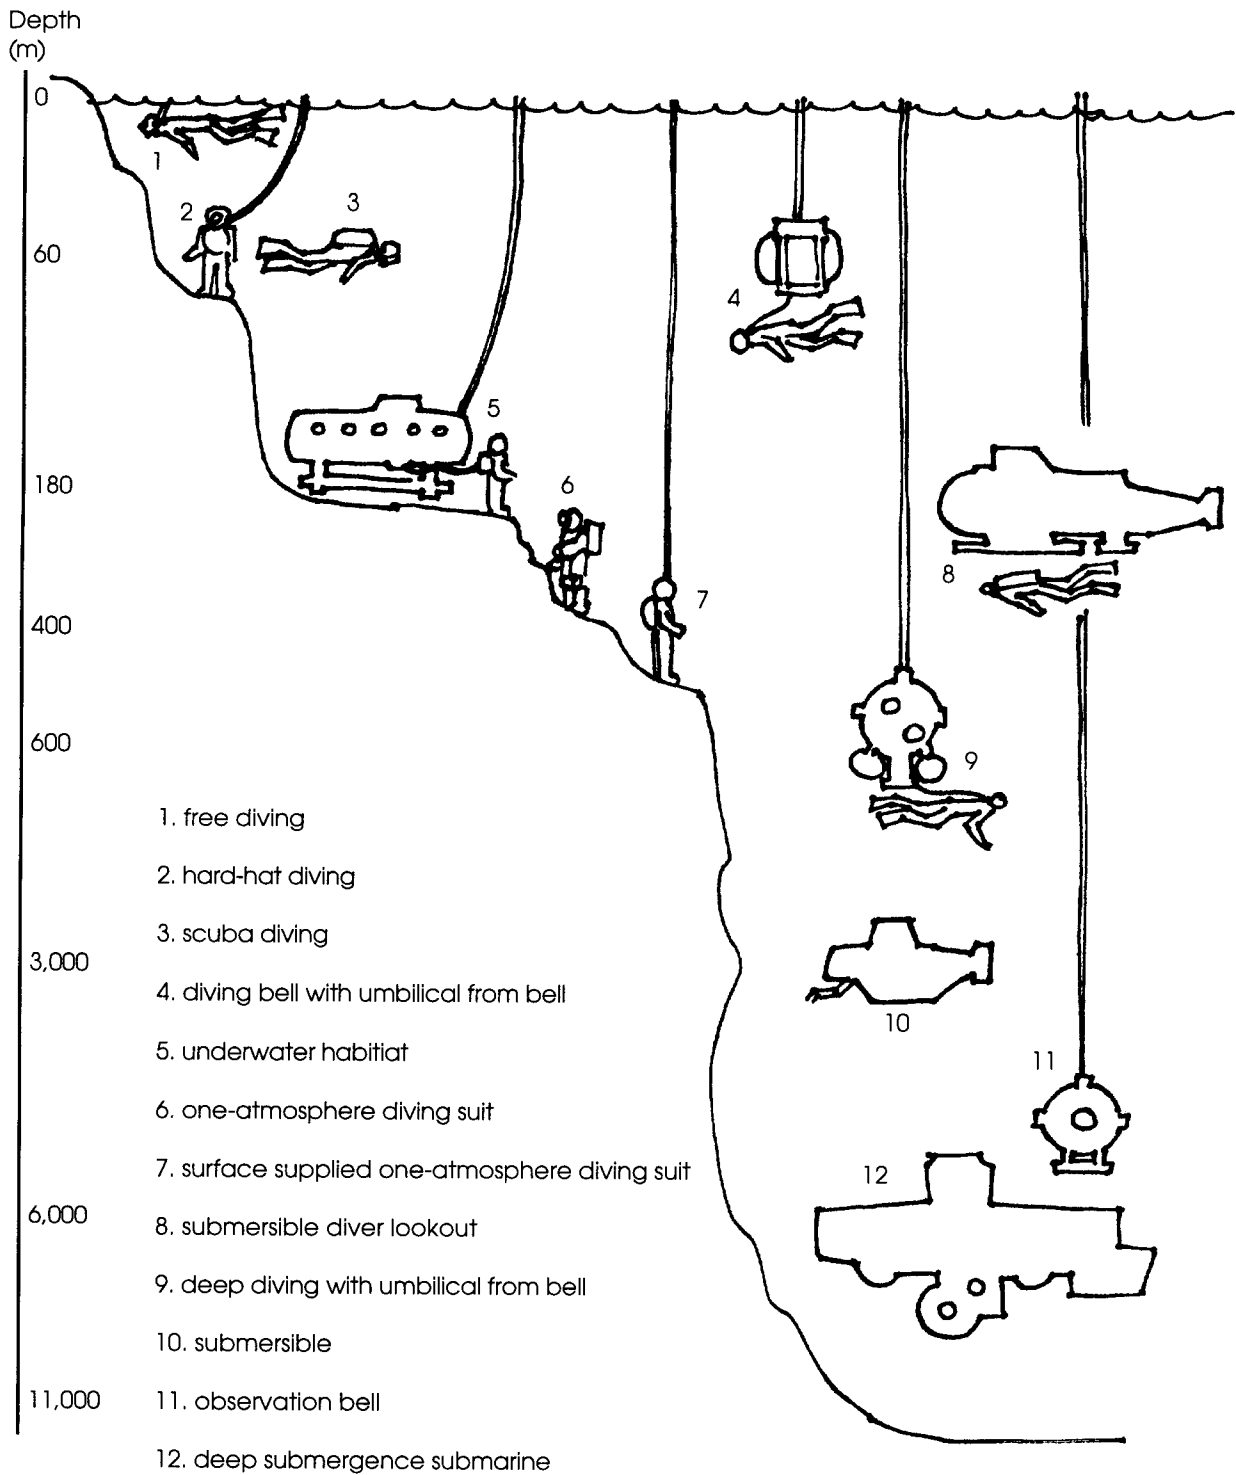 Depth
(m)
0
1
2
3
60
4
5
180
6
7
8
400
600
9
1. free diving
2. hard-hat diving
3. scuba diving
3,000
4. diving bell with umbilical from bell
10
5. underwater habitiat
11
6. one-atmosphere diving suit
7. surface supplied one-atmosphere diving suit
12
6,000
8. submersible diver lookout
9. deep diving with umbilical from bell
10. submersible
11,000
11. observation bell
12. deep submergence submarine